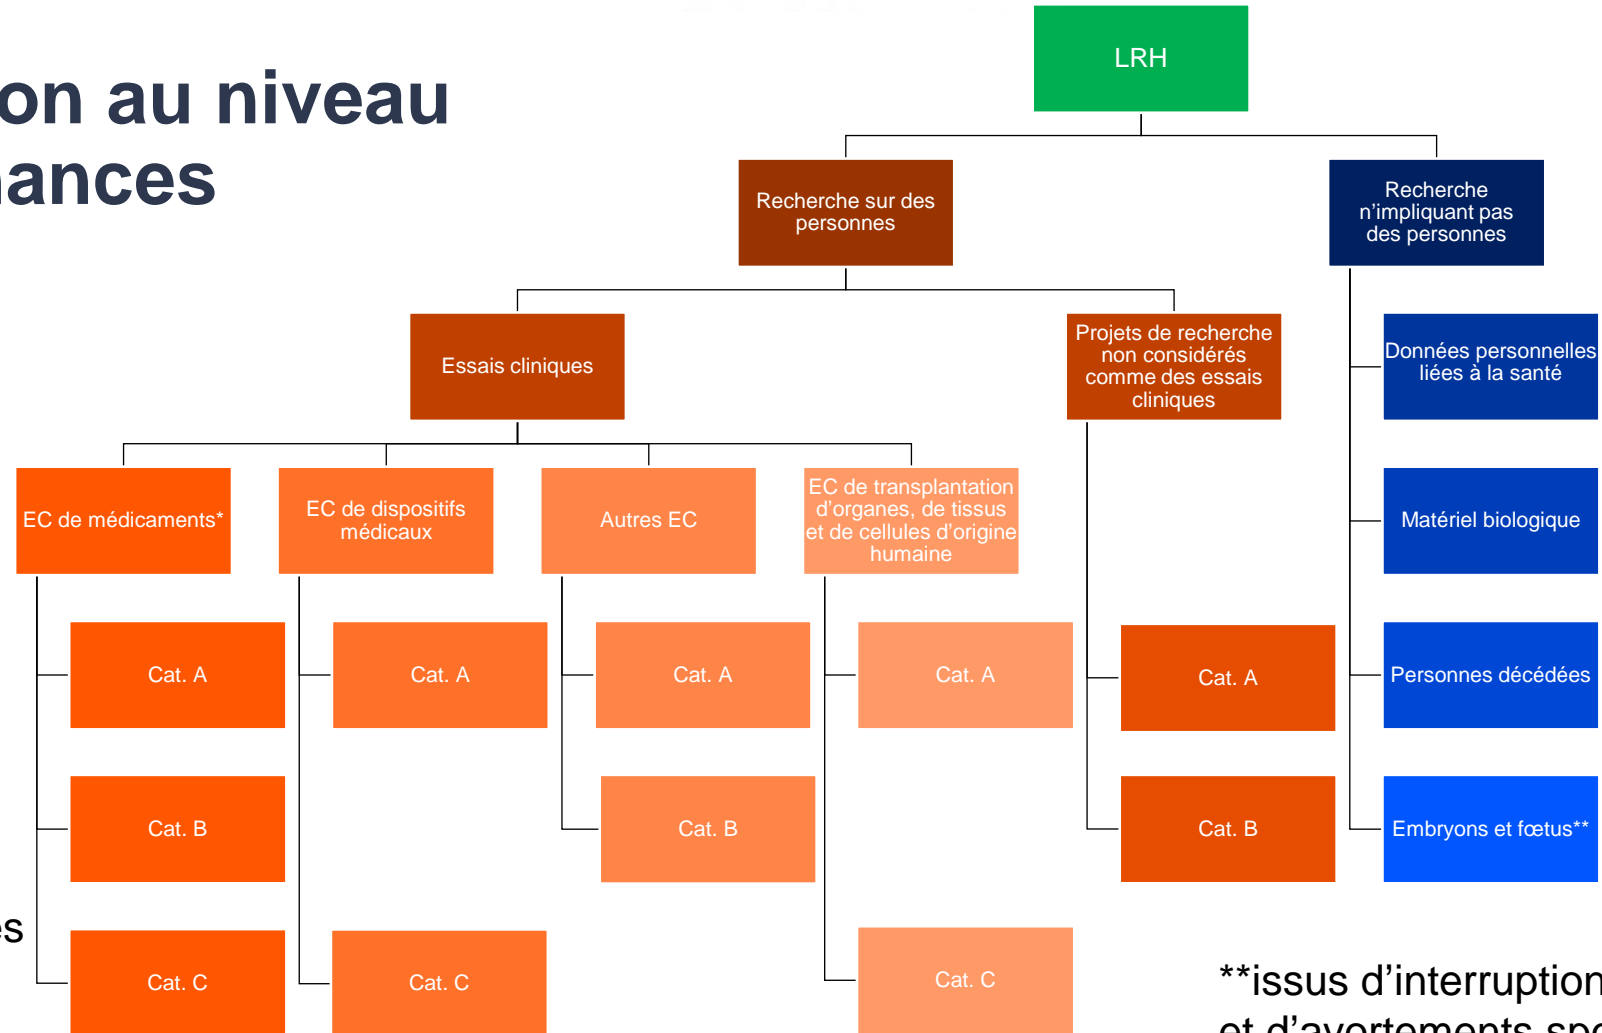 on au niveau
ances
LRH
Recherche sur des
personnes
Recherche
n'impliquant pas
des personnes
Essais cliniques
Projets de recherche
non considérés
comme des essais
cliniques
Données personnelles
liées à la santé
EC de médicaments*
EC de dispositifs
médicaux
Autres EC
EC de transplantation
d'organes, de tissus
et de cellules d'origine
humaine
Matériel biologique
Cat. A
Cat. A
Cat. A
Cat. A
Cat. A
Personnes décédées
Cat. B
Cat. B
Cat. B
Embryons et fœtus**
es
Cat. C
Cat. C
Cat. C
**issus d'interruption
et d'avortements spo